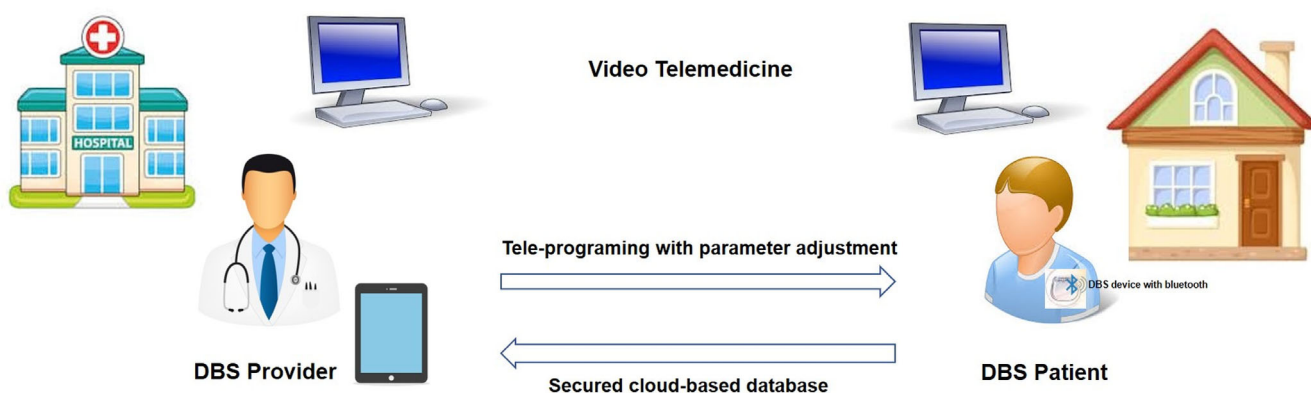 Video Telemedicine
HOSPITAL
Tele-programing with parameter adjustment
DBS device with bluetooth
DBS Provider
DBS Patient
Secured cloud-based database